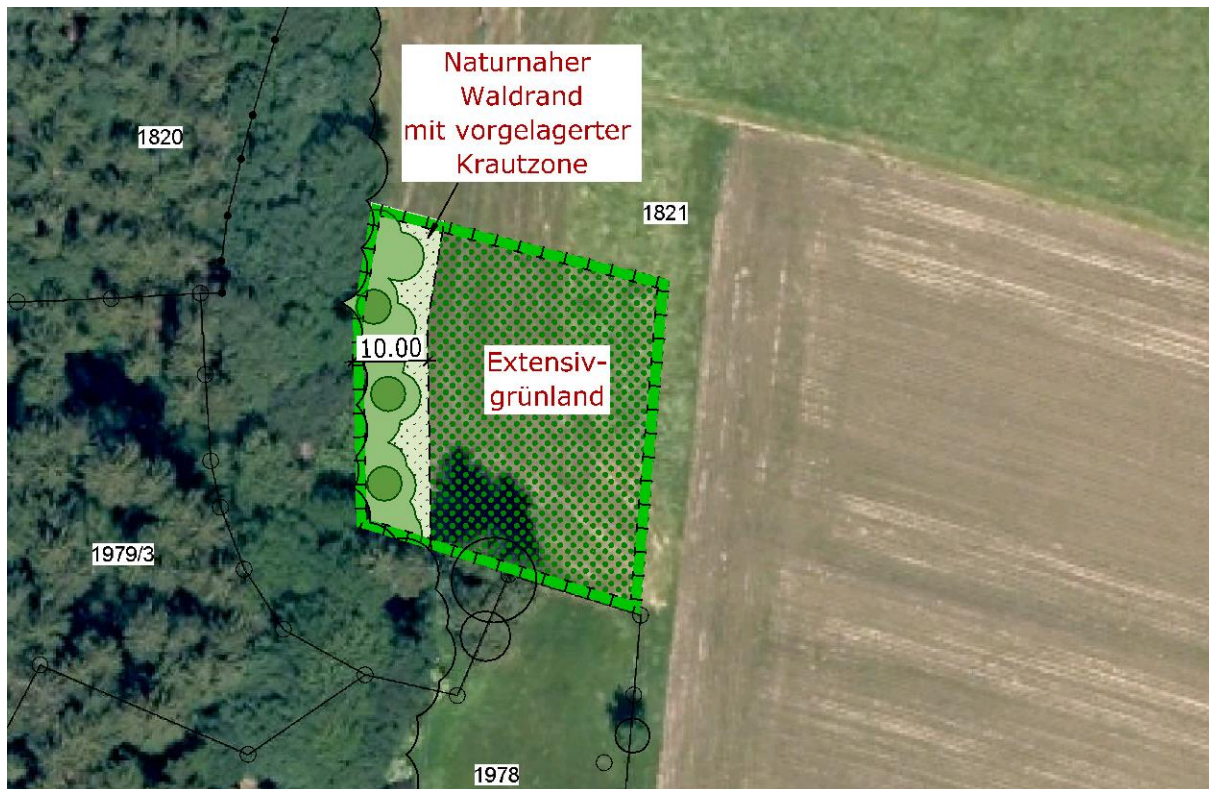 Naturnaher
Waldrand
mit vorgelagerter
Krautzone
1820
1821
10.00
Extensiv-
grünland
1979/3
1978